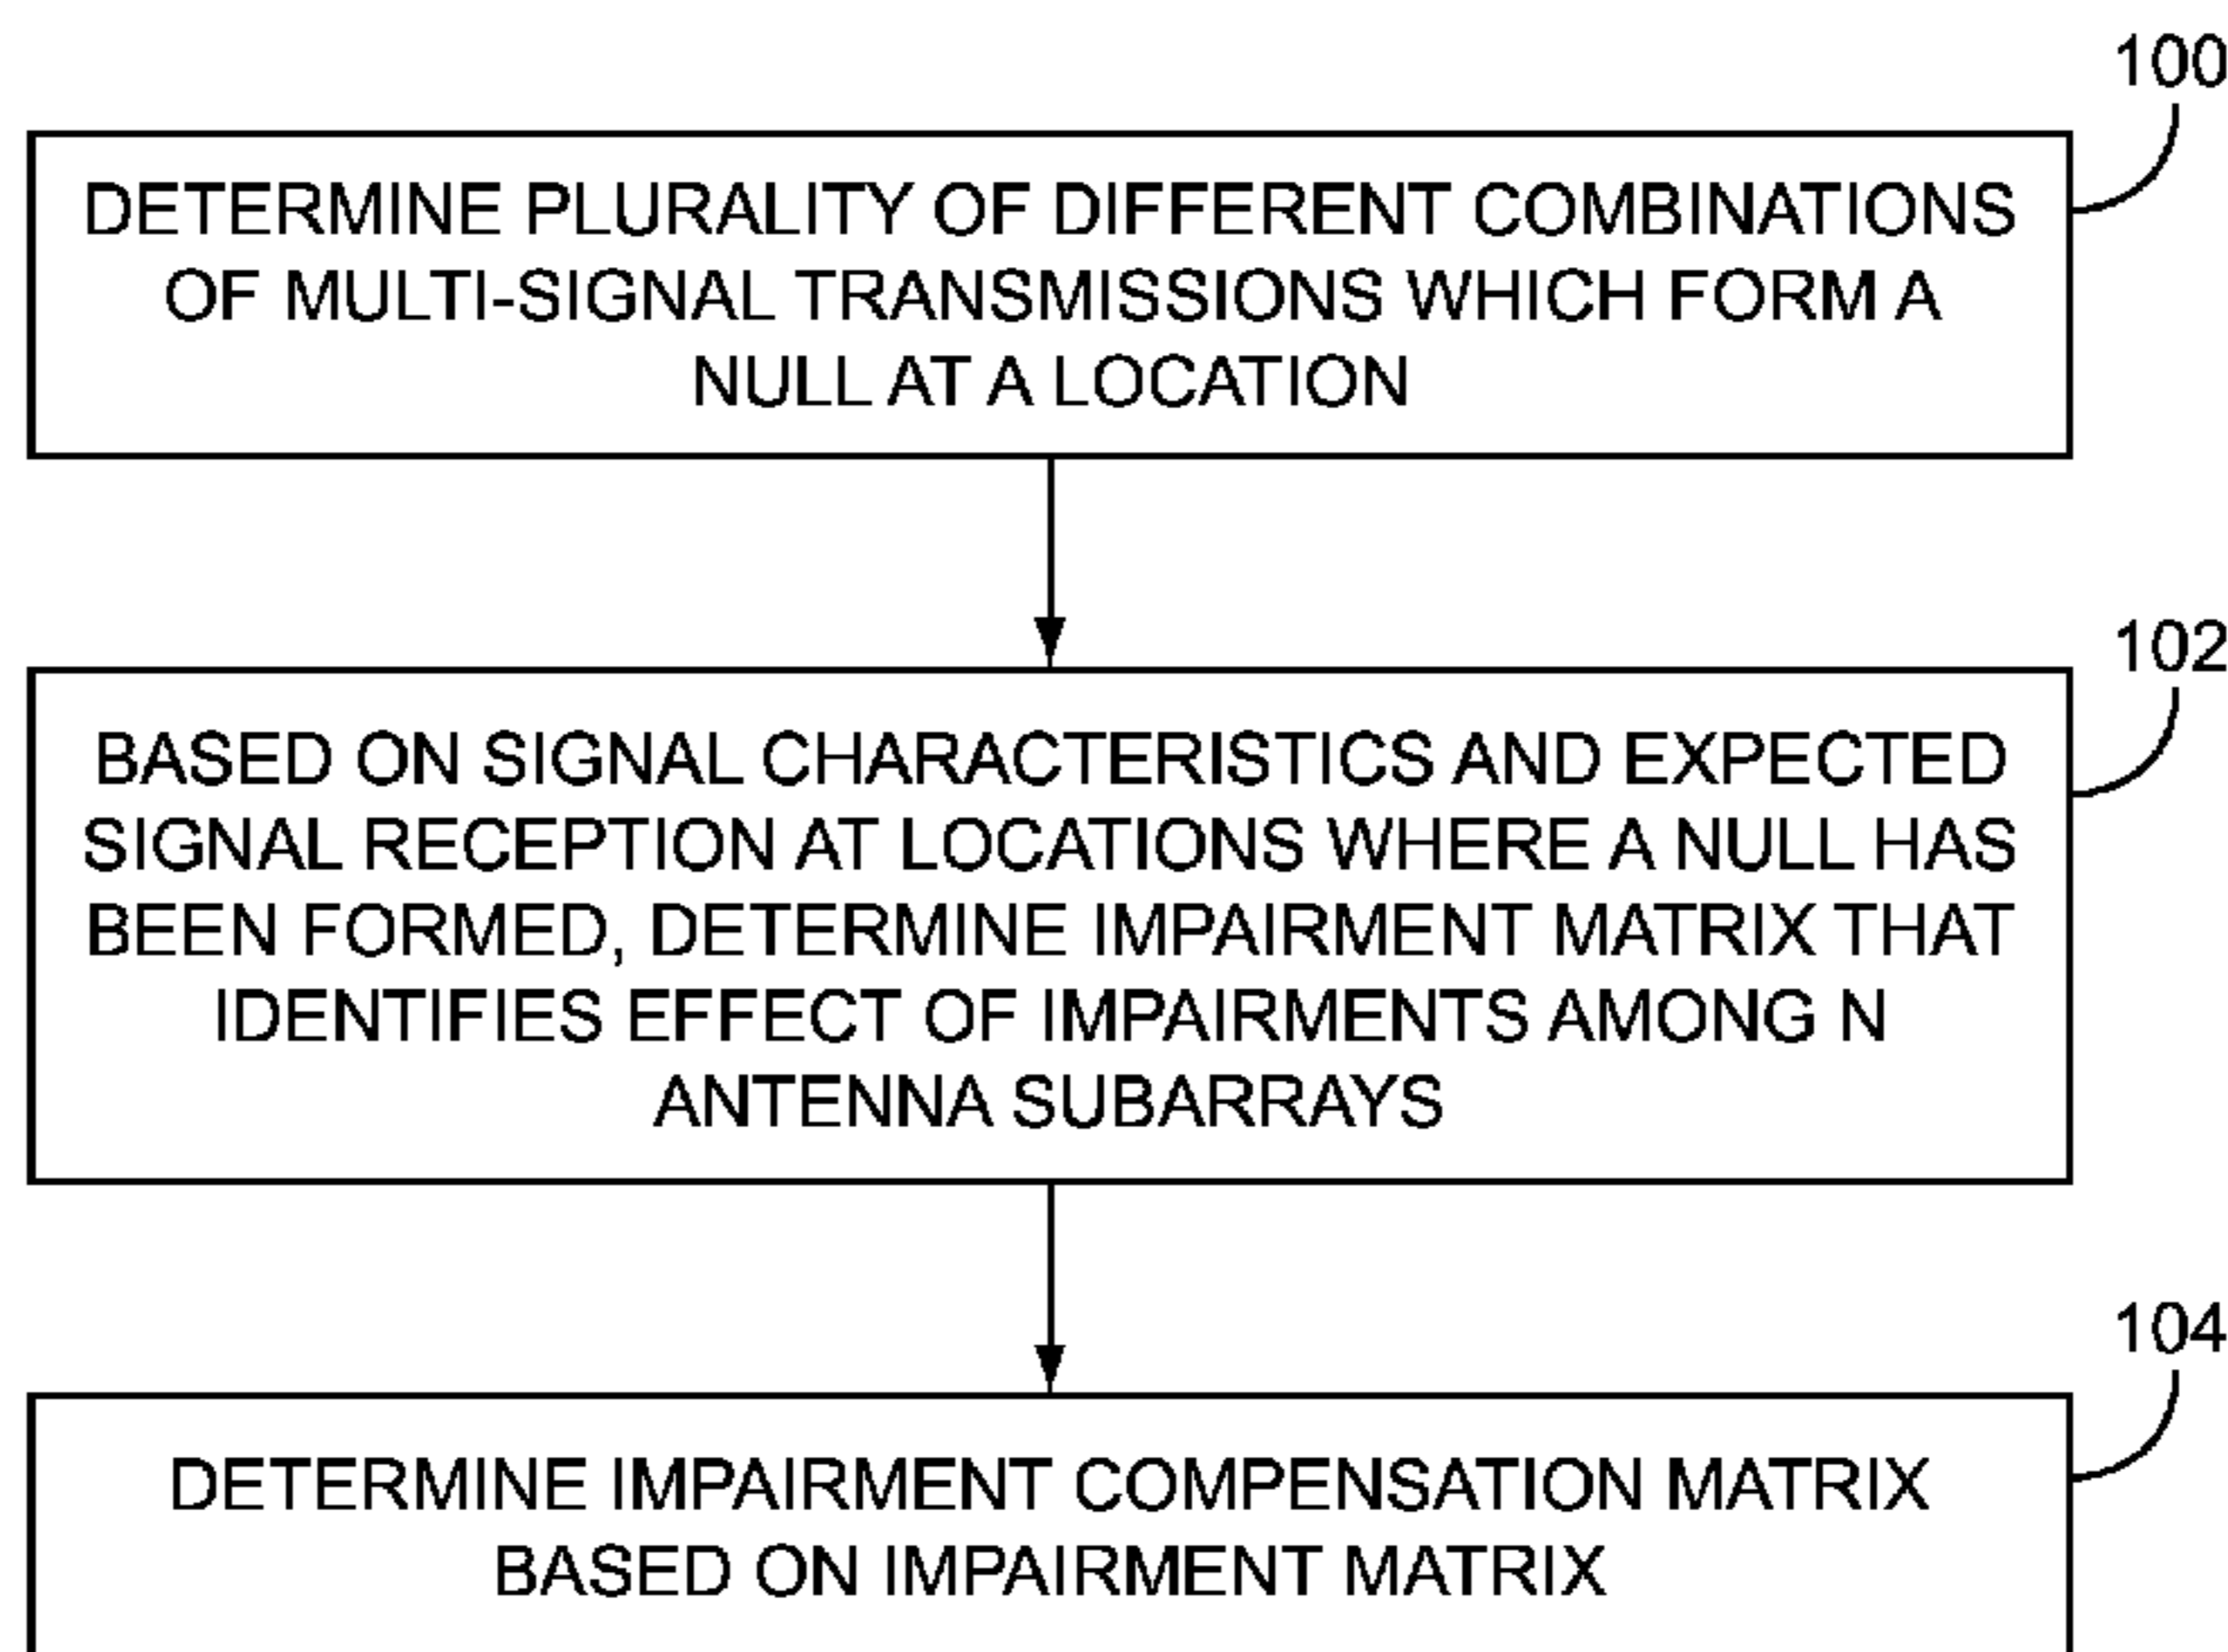 100
DETERMINE PLURALITY OF DIFFERENT COMBINATIONS
OF MULTI-SIGNAL TRANSMISSIONS WHICH FORM A
NULL AT A LOCATION
102
BASED ON SIGNAL CHARACTERISTICS AND EXPECTED
SIGNAL RECEPTION AT LOCATIONS WHERE A NULL HAS
BEEN FORMED, DETERMINE IMPAIRMENT MATRIX THAT
IDENTIFIES EFFECT OF IMPAIRMENTS AMONG N
ANTENNA SUBARRAYS
104
DETERMINE IMPAIRMENT COMPENSATION MATRIX
BASED ON IMPAIRMENT MATRIX